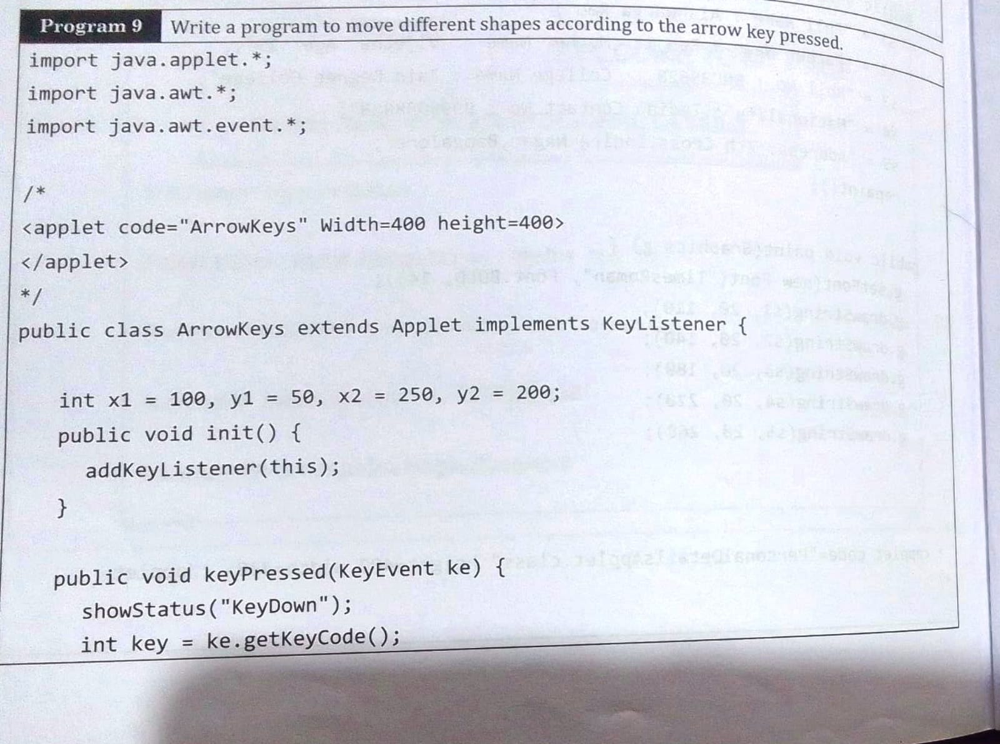 Program 9 Write a program to move different shapes according to the arrow key pressed.
import java.applet.*;
import java.awt.*;
import java.awt.event.*;
/*
<applet code="ArrowKeys" Width=400 height=400>
</applet>
*/
public class ArrowKeys extends Applet implements KeyListener {
int x1 = 100, y1 = 50, x2 = 250, y2 = 200;
public void init() {
addKeyListener(this);
}
public void keyPressed(KeyEvent ke) {
showStatus("KeyDown");
int key = ke.getKeyCode();